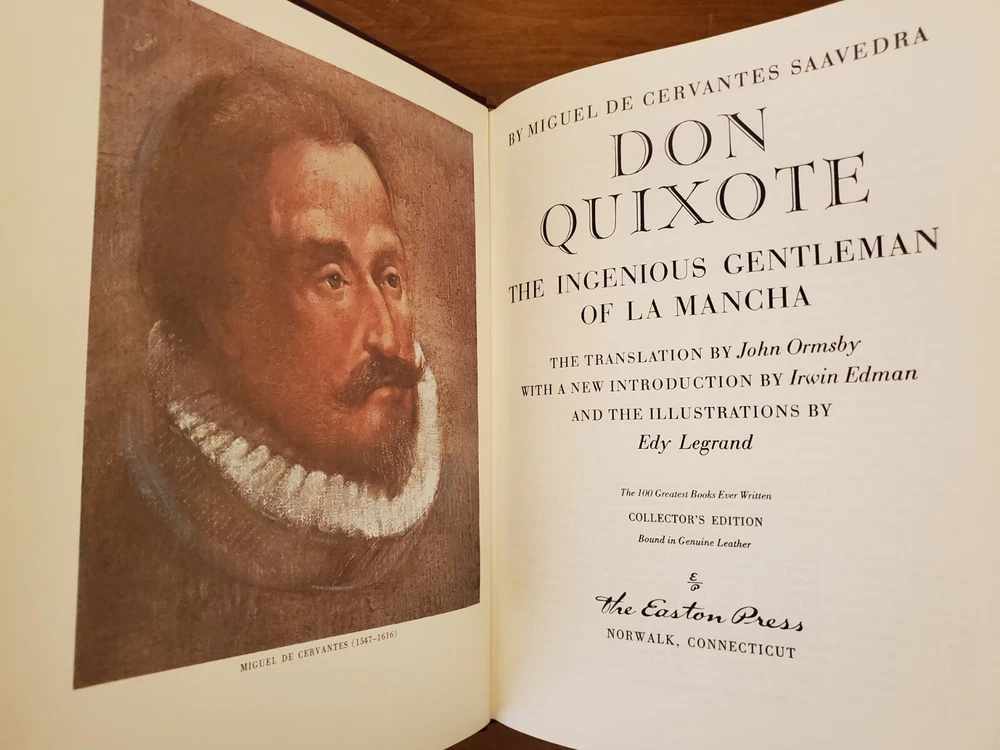 MIGUEL DE CERVANTES (1547-1616)
BY MIGUEL DE CERVANTES SAAVEDRA
DON
QUIXOTE
THE INGENIOUS GENTLEMAN
OF LA MANCHA
THE TRANSLATION BY John Ormsby
WITH A NEW INTRODUCTION BY Irwin Edman
AND THE ILLUSTRATIONS BY
Edy Legrand
The 100 Greatest Books Ever Written
COLLECTOR'S EDITION
Bound in Genuine Leather
E
P
the Easton Press
NORWALK, CONNECTICUT